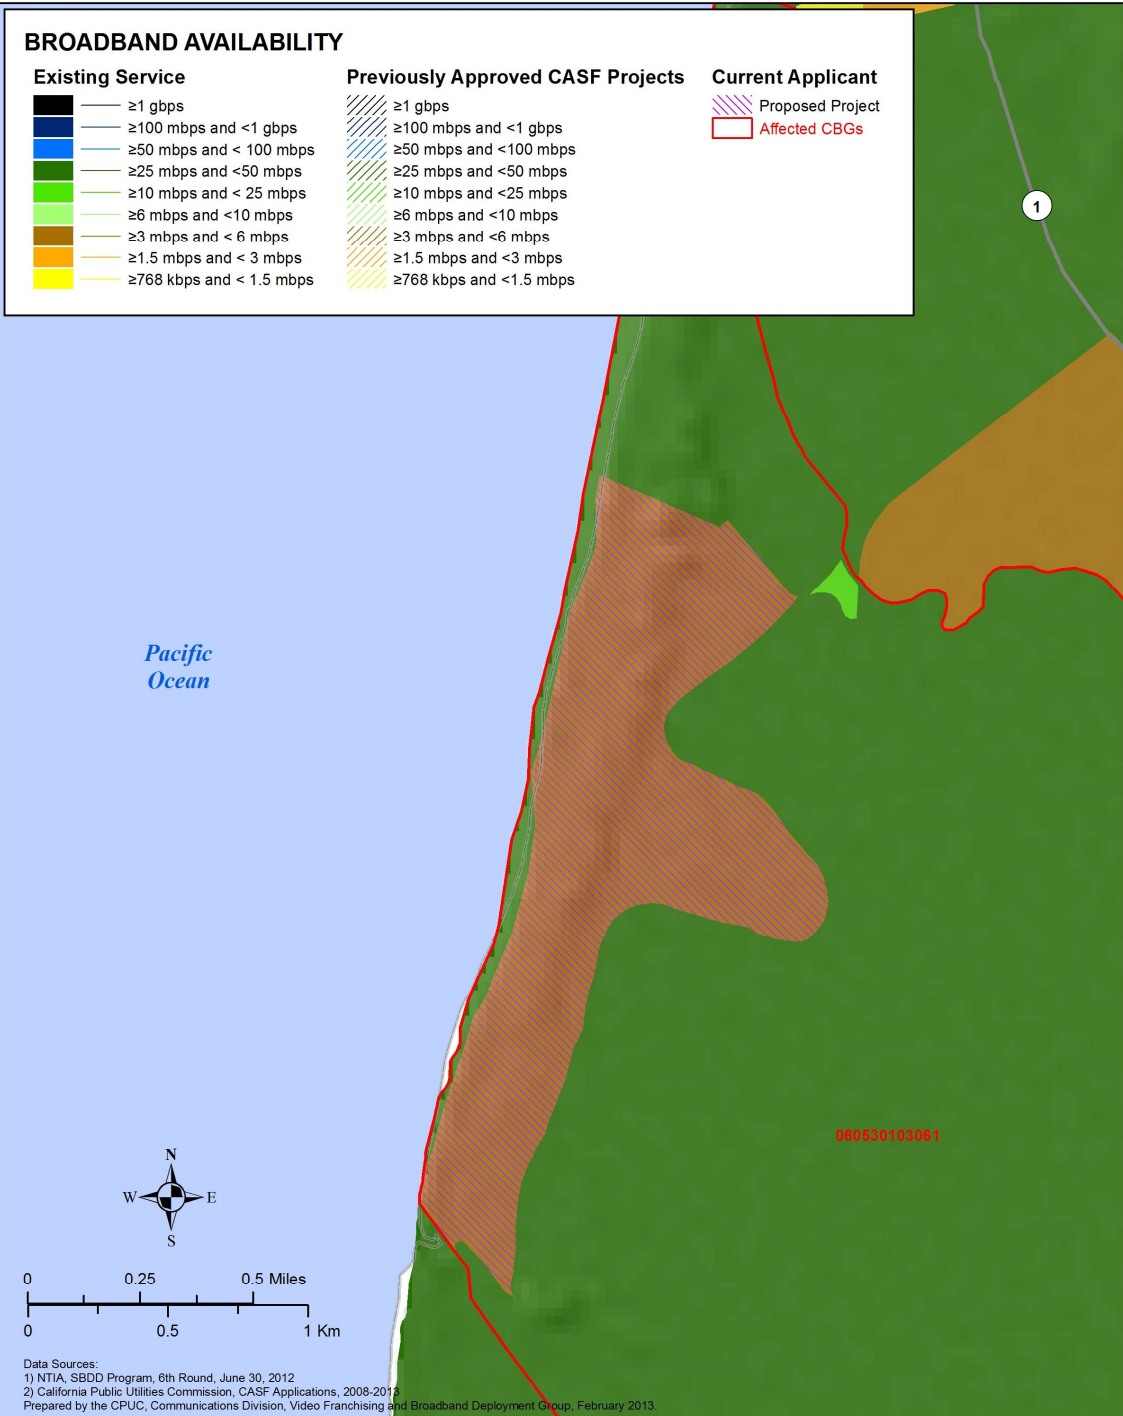 BROADBAND AVAILABILITY
Existing Service
≥1 gbps
≥100 mbps and <1 gbps
≥50 mbps and < 100 mbps
≥25 mbps and <50 mbps
≥10 mbps and < 25 mbps
≥6 mbps and <10 mbps
≥3 mbps and < 6 mbps
≥1.5 mbps and < 3 mbps
≥768 kbps and < 1.5 mbps
Previously Approved CASF Projects
≥1 gbps
≥100 mbps and <1 gbps
≥50 mbps and <100 mbps
≥25 mbps and <50 mbps
≥10 mbps and <25 mbps
≥6 mbps and <10 mbps
≥3 mbps and <6 mbps
≥1.5 mbps and <3 mbps
≥768 kbps and <1.5 mbps
Current Applicant
Proposed Project
Affected CBGs
1
Pacific
Ocean
060530103061
N
W E
S
0 0.25 0.5 Miles
0 0.5 1 Km
Data Sources:
1) NTIA, SBDD Program, 6th Round, June 30, 2012
2) California Public Utilities Commission, CASF Applications, 2008-2013
Prepared by the CPUC, Communications Division, Video Franchising and Broadband Deployment Group, February 2013.